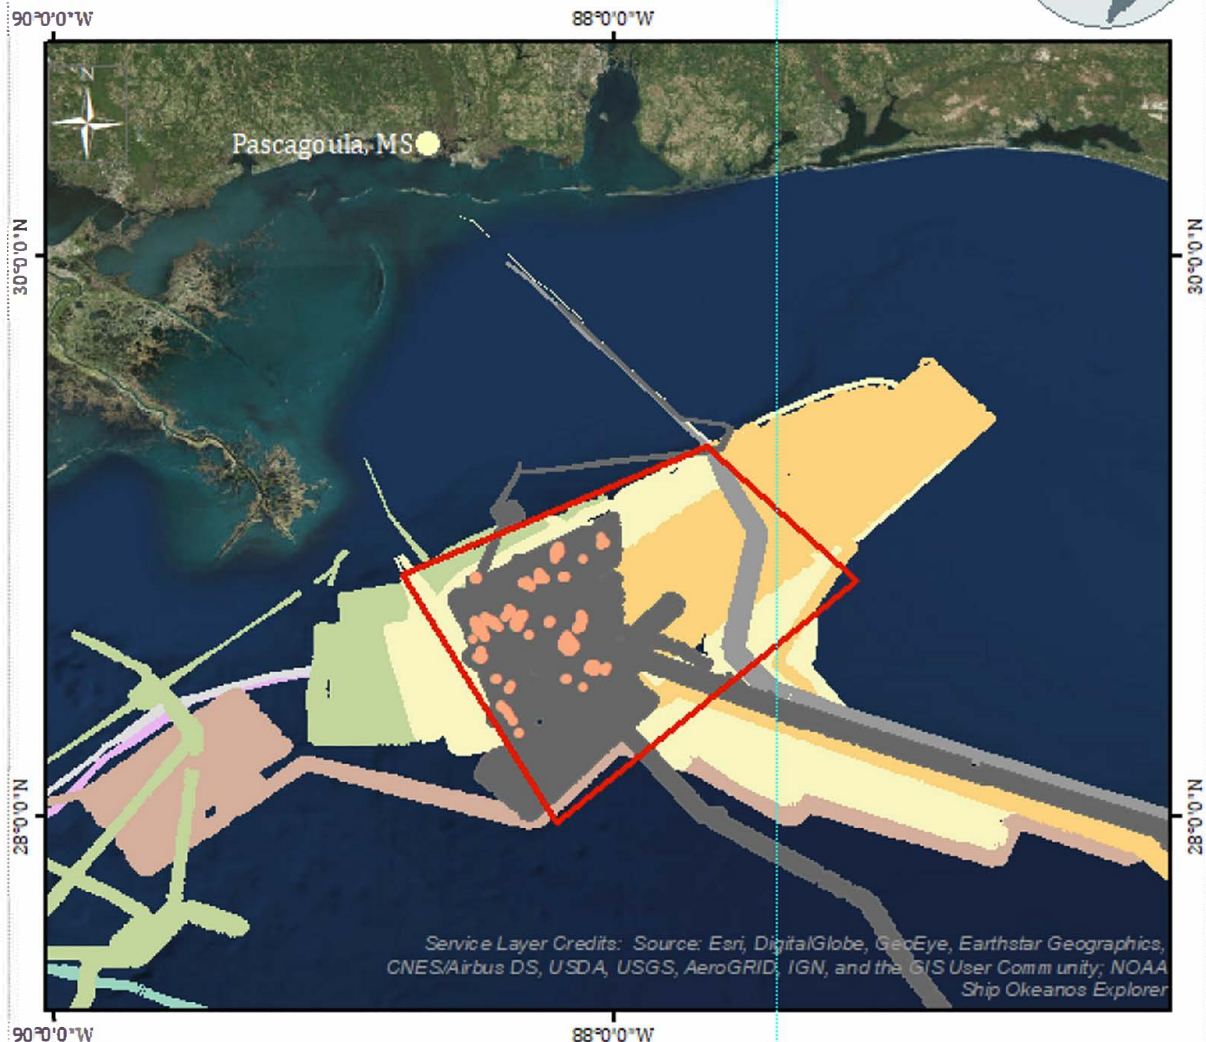 90°0'0"W 88°0'0"W
N
Pascagoula, MS
30°0'0"N 30°0'0"N
28°0'0"N 28°0'0"N
Service Layer Credits: Source: Esri, DigitalGlobe, GeoEye, Earthstar Geographics,
CNES/Airbus DS, USDA, USGS, AeroGRID, IGN, and the GIS User Community; NOAA
Ship Okeanos Explorer
90°0'0"W 88°0'0"W